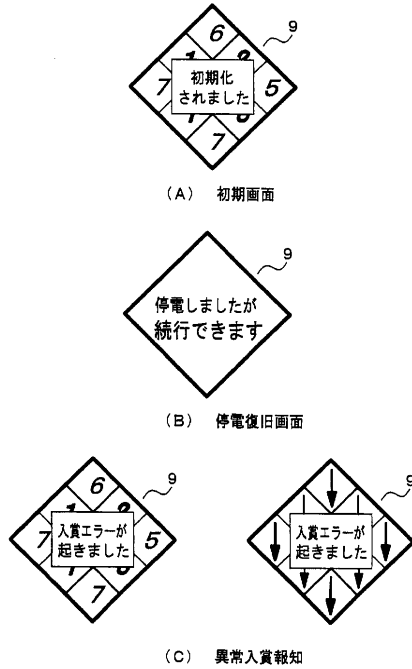 9
6
7
5
7
初期化
されました
(A) 初期画面
9
停電しましたが
続行できます
(B) 停電復旧画面
9
6
7
5
7
入賞エラーが
起きました
9
入賞エラーが
起きました
(C) 異常入賞報知